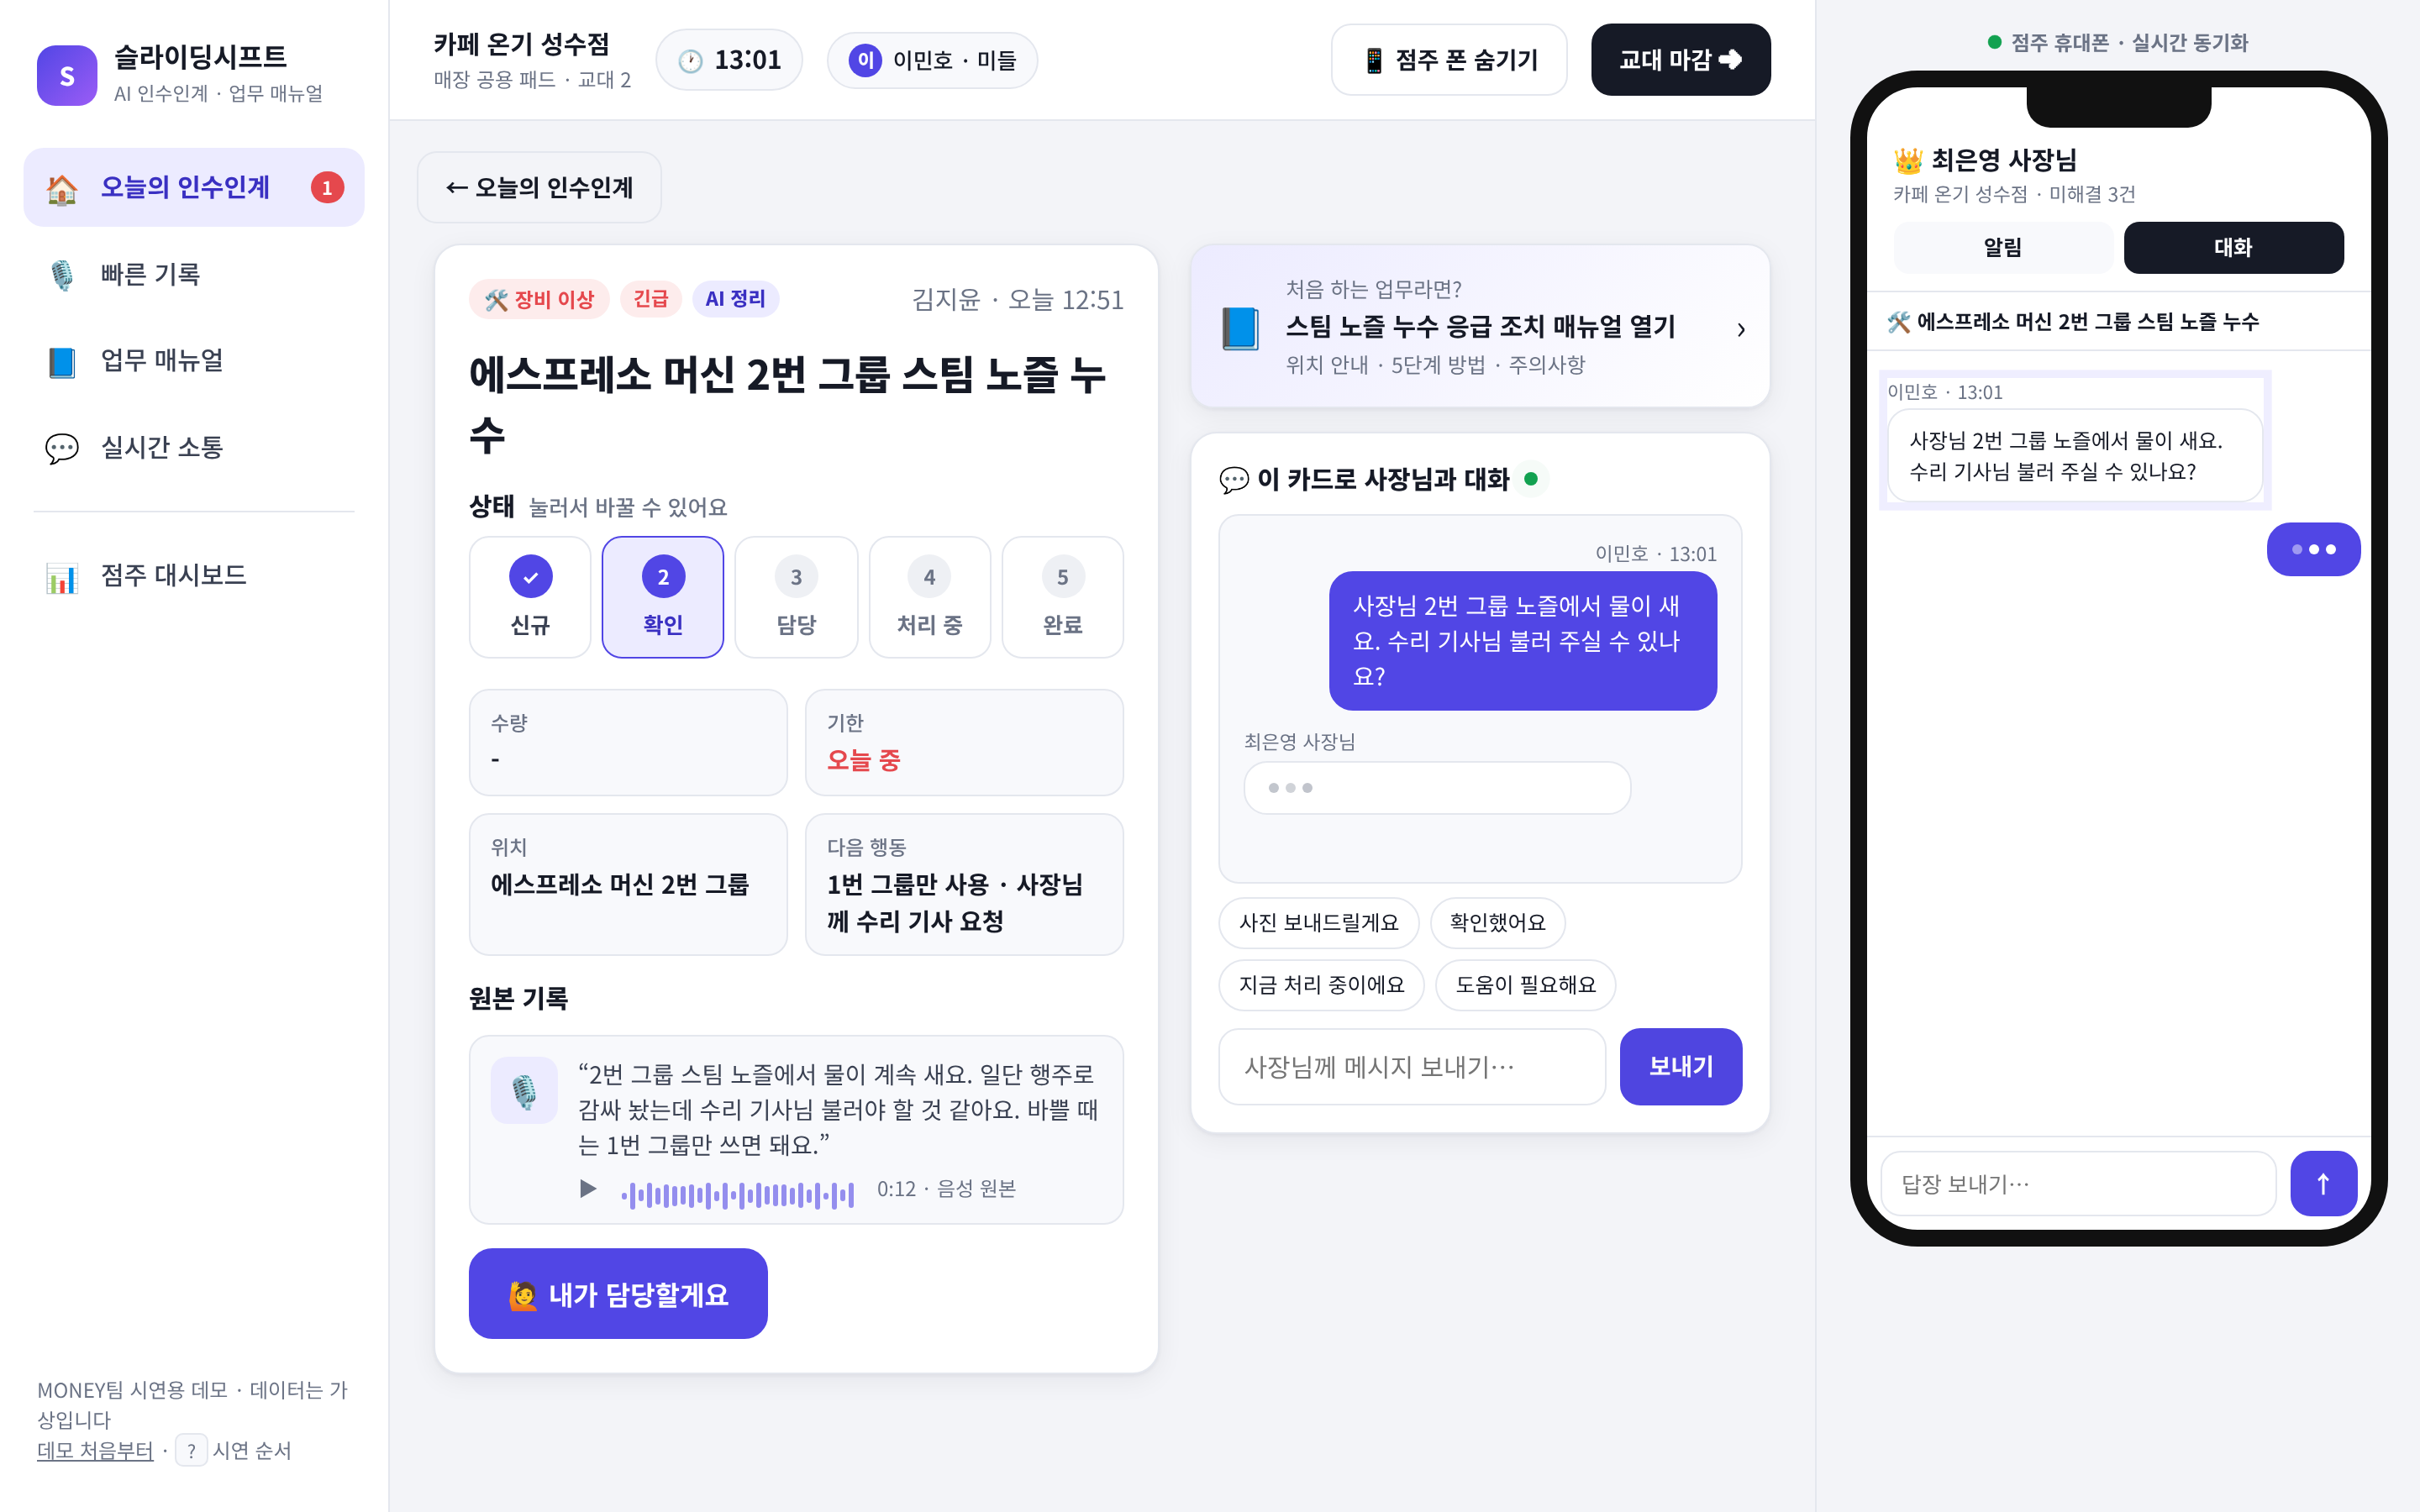 S
슬라이딩시프트
AI 인수인계 · 업무 매뉴얼
오늘의 인수인계
1
빠른 기록
업무 매뉴얼
실시간 소통
점주 대시보드
MONEY팀 시연용 데모 · 데이터는 가
상입니다
데모 처음부터 · ? 시연 순서
카페 온기 성수점
매장 공용 패드 · 교대 2
13:01
이 이민호 · 미들
점주 폰 숨기기
교대 마감
← 오늘의 인수인계
장비 이상
긴급
AI 정리
김지윤 · 오늘 12:51
에스프레소 머신 2번 그룹 스팀 노즐 누
수
상태 눌러서 바꿀 수 있어요
✓ 2 3 4 5
신규 확인 담당 처리 중 완료
수량
-
기한
오늘 중
위치
에스프레소 머신 2번 그룹
다음 행동
1번 그룹만 사용 · 사장님
께 수리 기사 요청
원본 기록
“2번 그룹 스팀 노즐에서 물이 계속 새요. 일단 행주로
감싸 놨는데 수리 기사님 불러야 할 것 같아요. 바쁠 때
는 1번 그룹만 쓰면 돼요.”
0:12 · 음성 원본
내가 담당할게요
처음 하는 업무라면?
스팀 노즐 누수 응급 조치 매뉴얼 열기
›
위치 안내 · 5단계 방법 · 주의사항
이 카드로 사장님과 대화
이민호 · 13:01
사장님 2번 그룹 노즐에서 물이 새
요. 수리 기사님 불러 주실 수 있나
요?
최은영 사장님
사진 보내드릴게요
확인했어요
지금 처리 중이에요
도움이 필요해요
사장님께 메시지 보내기…
보내기
점주 휴대폰 · 실시간 동기화
최은영 사장님
카페 온기 성수점 · 미해결 3건
알림
대화
에스프레소 머신 2번 그룹 스팀 노즐 누수
이민호 · 13:01
사장님 2번 그룹 노즐에서 물이 새요.
수리 기사님 불러 주실 수 있나요?
답장 보내기…
↑